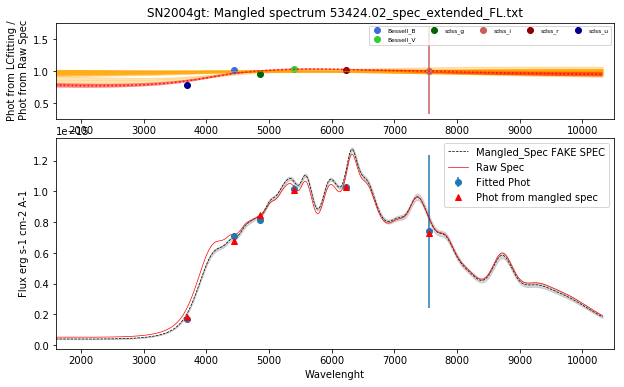 SN2004gt: Mangled spectrum 53424.02_spec_extended_FL.txt
Phot from LCfitting /
Phot from Raw Spec
1.5
1.0
0.5
Bessell_B
Bessell_V
sdss_g
sdss_i
sdss_r
sdss_u
2000 3000 4000 5000 6000 7000 8000 9000 10000
1e−15
Flux erg s-1 cm-2 A-1
1.2
1.0
0.8
0.6
0.4
0.2
0.0
Mangled_Spec FAKE SPEC
Raw Spec
Fitted Phot
Phot from mangled spec
2000 3000 4000 5000 6000 7000 8000 9000 10000
Wavelenght